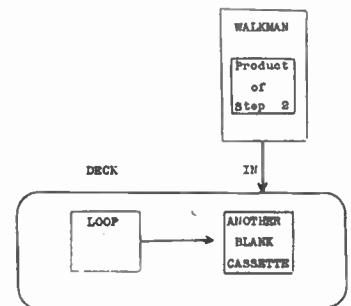 WALKMAN
Product
of
Step 2
DECK IN
LOOP
ANOTHER
BLANK
CASSETTE